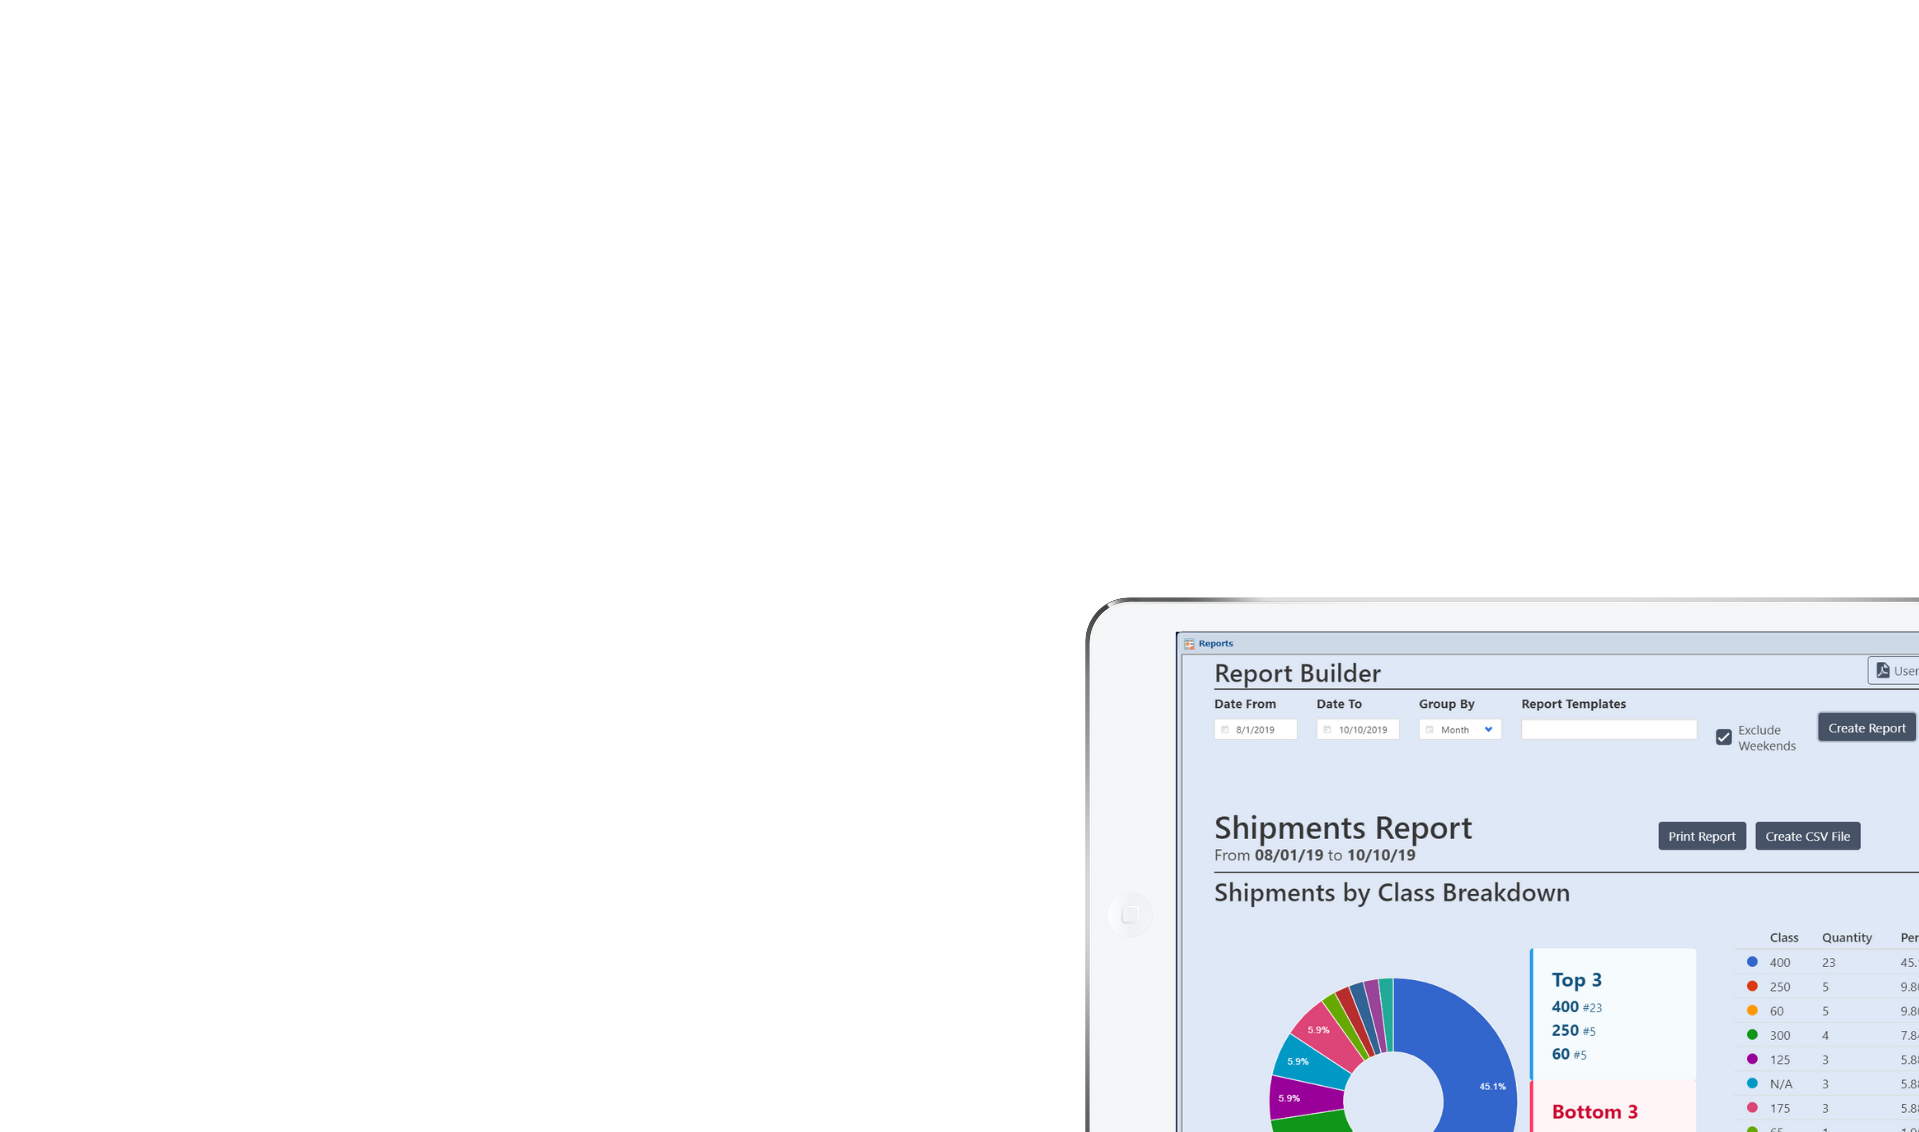 Reports
Report Builder
User
Date From
Date To
Group By
Report Templates
8/1/2019
10/10/2019
Month
Exclude
Weekends
Create Report
Shipments Report
Print Report
Create CSV File
From 08/01/19 to 10/10/19
Shipments by Class Breakdown
Class Quantity Per
400 23 45.
250 5 9.8
60 5 9.8
300 4 7.8
125 3 5.8
N/A 3 5.8
175 3 5.8
Top 3
400 #23
250 #5
60 #5
Bottom 3
5.9%
5.9%
5.9%
45.1%